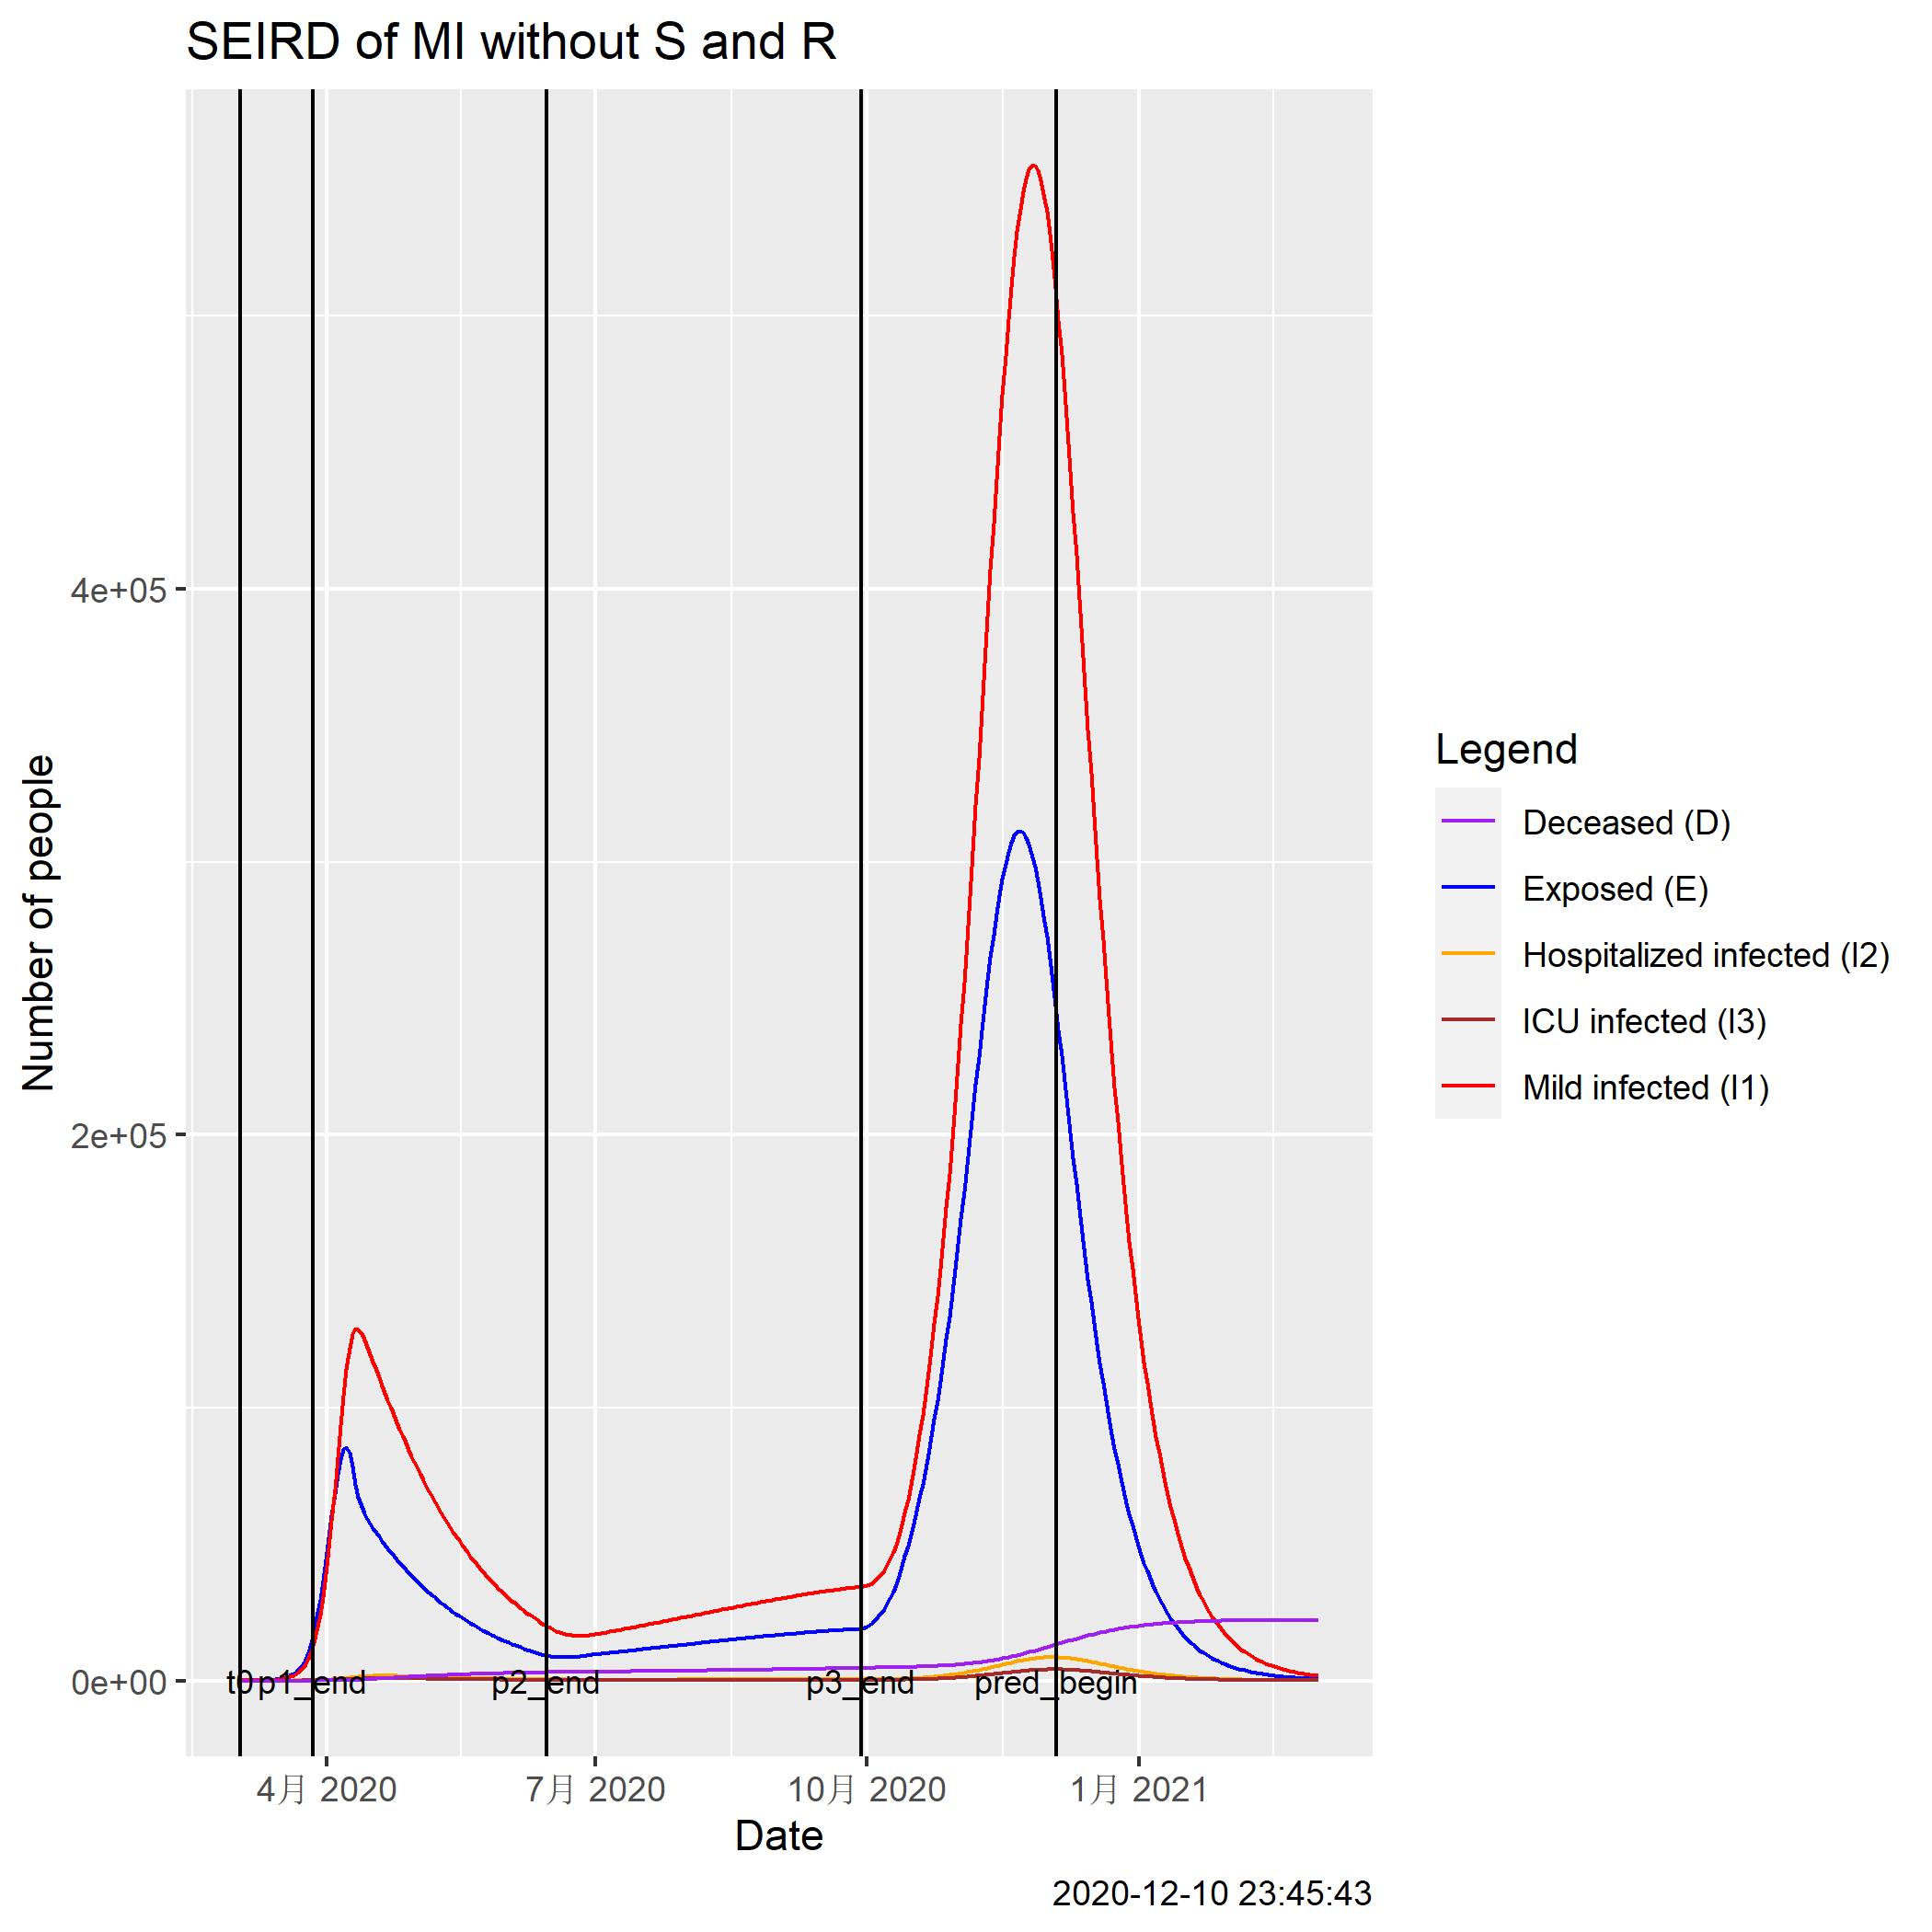 SEIRD of MI without S and R
Number of people
4e+05
2e+05
0e+00
t0
p1_end
p2_end
p3_end
pred_begin
4月 2020
7月 2020
10月 2020
1月 2021
Date
Legend
Deceased (D)
Exposed (E)
Hospitalized infected (I2)
ICU infected (I3)
Mild infected (I1)
2020-12-10 23:45:43